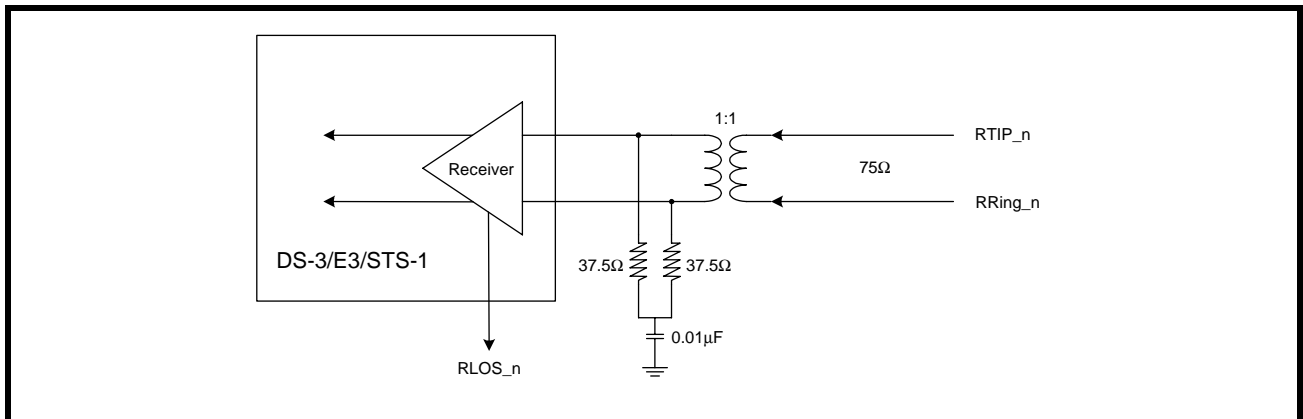 1:1
RTIP_n
Receiver
75Ω
RRing_n
DS-3/E3/STS-1
37.5Ω
37.5Ω
0.01μF
RLOS_n